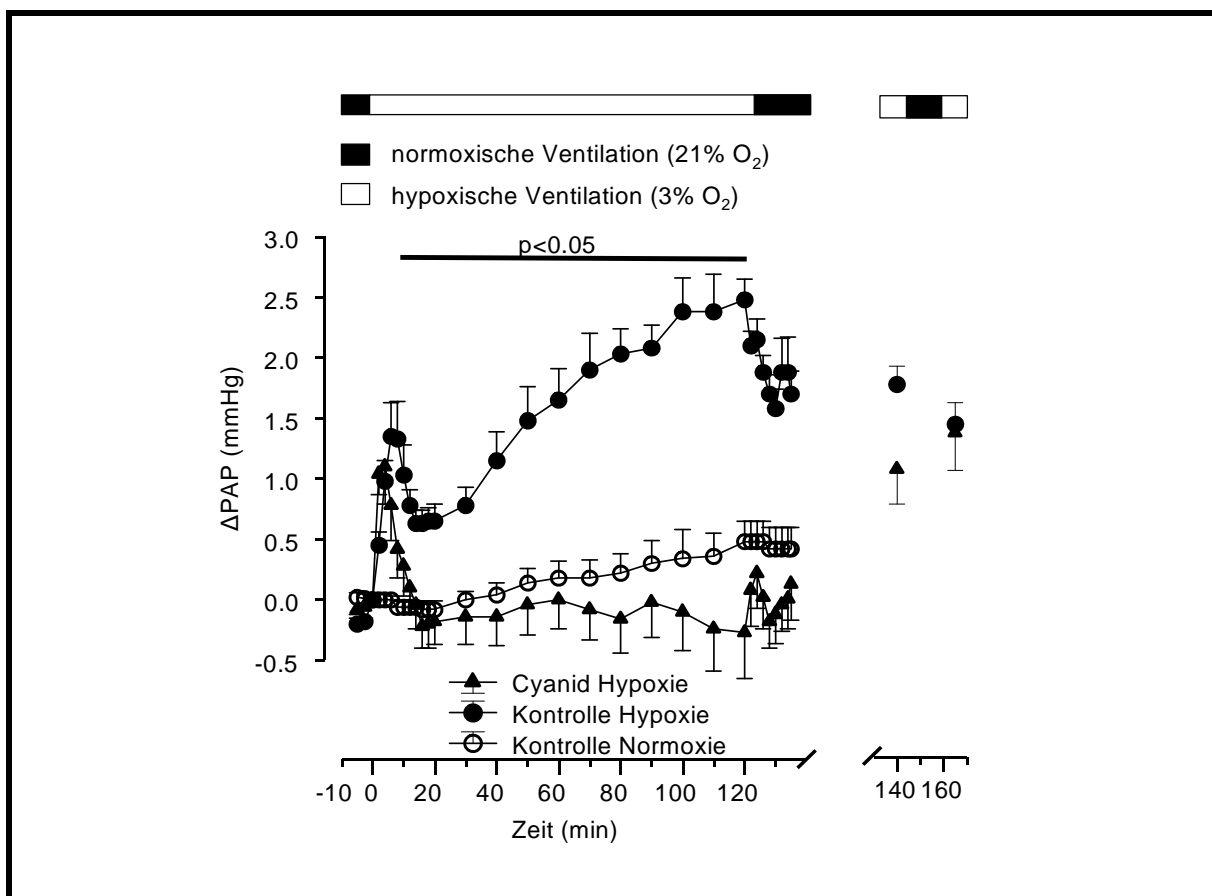 normoxische Ventilation (21% O₂)
hypoxische Ventilation (3% O₂)
p<0.05
3.0
2.5
2.0
1.5
1.0
0.5
0.0
-0.5
ΔPAP (mmHg)
Cyanid Hypoxie
Kontrolle Hypoxie
Kontrolle Normoxie
-10 0 20 40 60 80 100 120 140 160
Zeit (min)